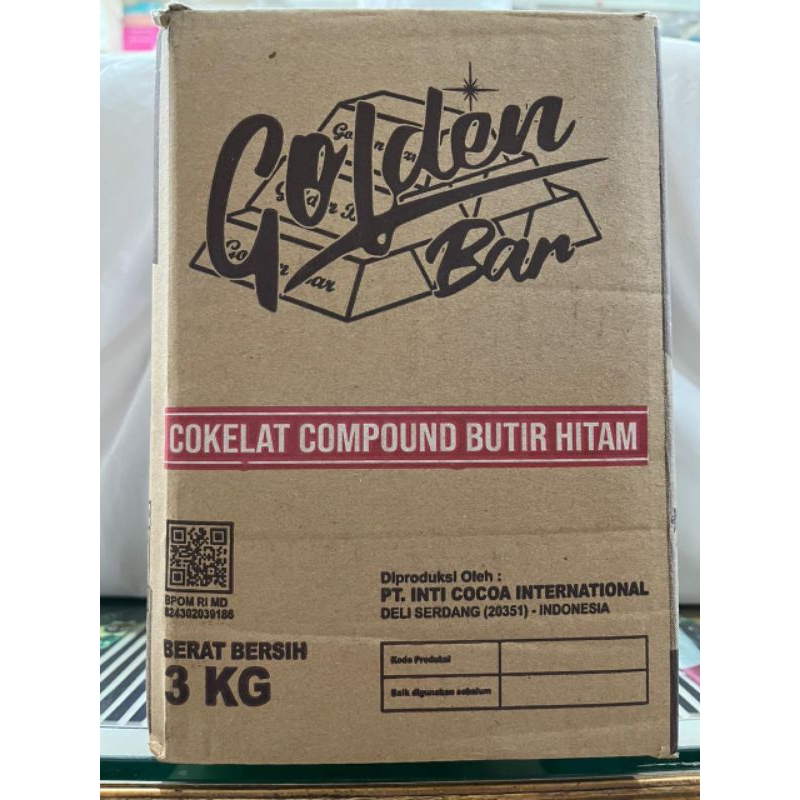 Golden
Bar
COKELAT COMPOUND BUTIR HITAM
BPOM RI MD
824302039186
BERAT BERSIH
3 KG
Diproduksi Oleh :
PT. INTI COCOA INTERNATIONAL
DELI SERDANG (20351) - INDONESIA
Kode Produksi
Baik digunakan sebelum